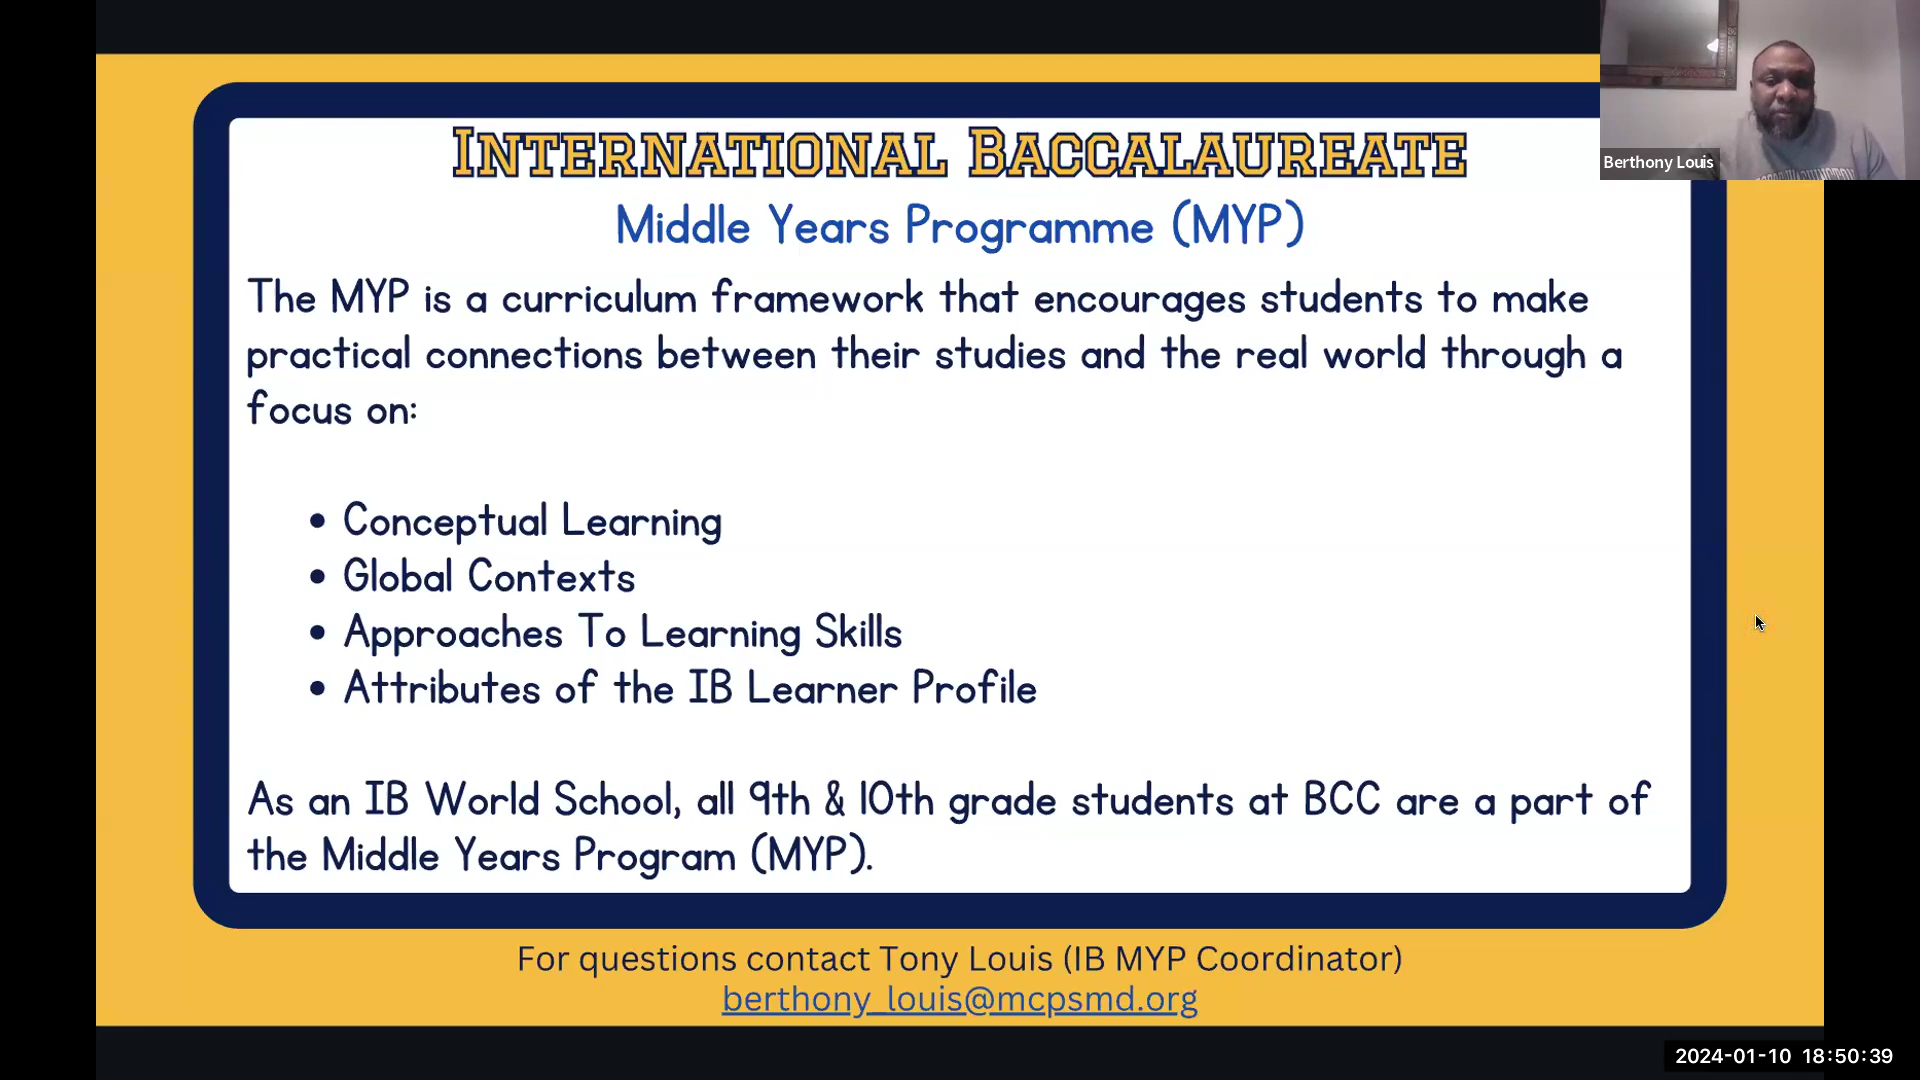 International Baccalaureate
Middle Years Programme (MYP)
The MYP is a curriculum framework that encourages students to make
practical connections between their studies and the real world through a
focus on:
• Conceptual Learning
• Global Contexts
• Approaches To Learning Skills
• Attributes of the IB Learner Profile
As an IB World School, all 9th & 10th grade students at BCC are a part of
the Middle Years Program (MYP).
For questions contact Tony Louis (IB MYP Coordinator)
berthony_louis@mcpsmd.org
Berthony Louis
2024-01-10 18:50:39